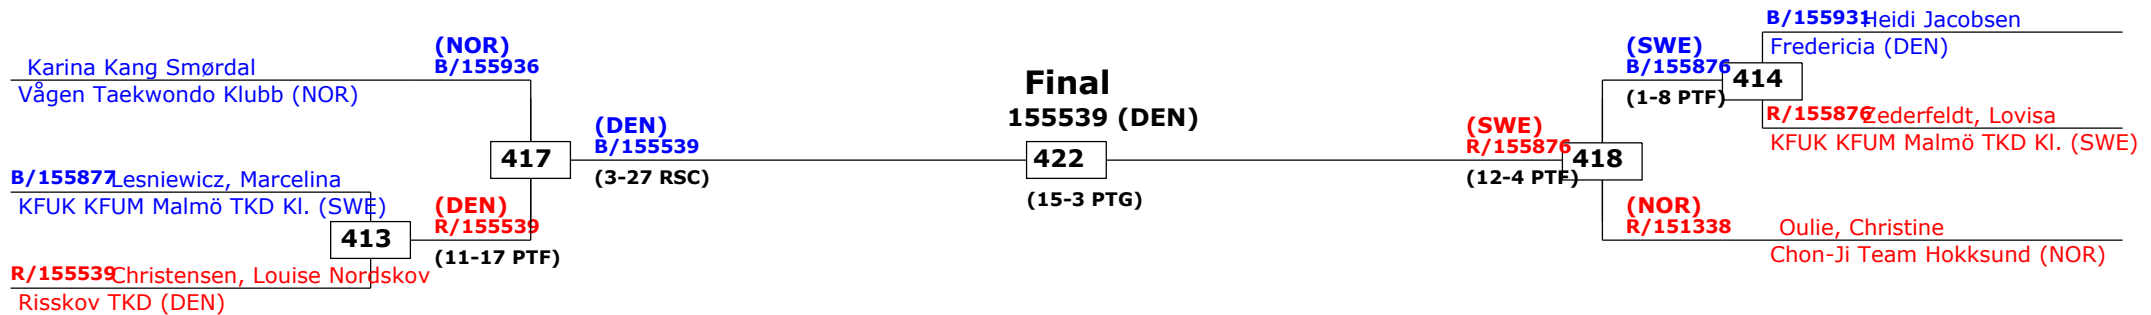 Karina Kang Smørdal
Vågen Taekwondo Klubb (NOR)
(NOR)
B/155936
417
B/155877 Lesniewicz, Marcelina
KFUK KFUM Malmö TKD Kl. (SWE)
413
R/155539 Christensen, Louise Nordskov
Risskov TKD (DEN)
(DEN)
R/155539
(11-17 PTF)
(DEN)
B/155539
(3-27 RSC)
Final
155539 (DEN)
422
(15-3 PTG)
(SWE)
R/155876
(12-4 PTF)
418
(SWE)
B/155876
(1-8 PTF)
414
B/155931 Heidi Jacobsen
Fredericia (DEN)
R/155876 Zederfeldt, Lovisa
KFUK KFUM Malmö TKD Kl. (SWE)
(NOR)
R/151338
Oulie, Christine
Chon-Ji Team Hokksund (NOR)